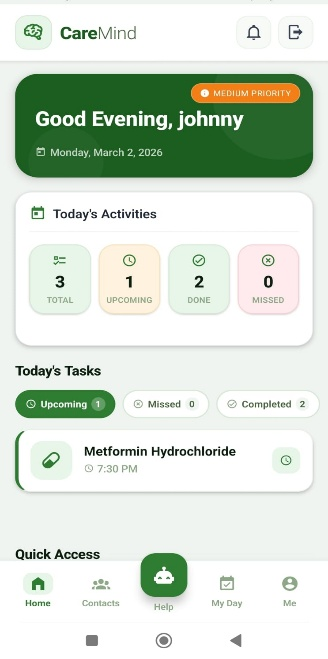 CareMind
MEDIUM PRIORITY
Good Evening, johnny
Monday, March 2, 2026
Today's Activities
3 1 2 0
TOTAL UPCOMING DONE MISSED
Today's Tasks
Upcoming 1 Missed 0 Completed 2
Metformin Hydrochloride
7:30 PM
Quick Access
Home Contacts Help My Day Me